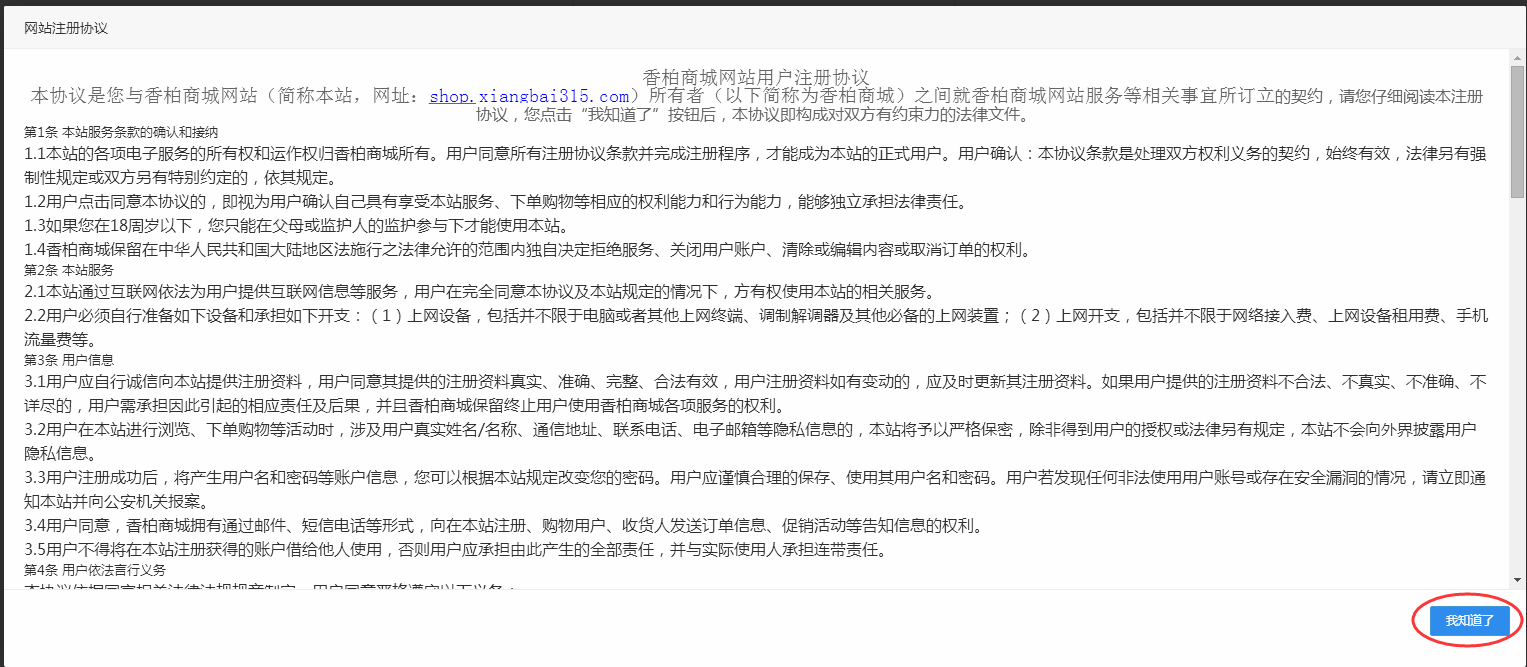 网站注册协议
香柏商城网站用户注册协议
本协议是您与香柏商城网站（简称本站，网址：shop.xiangbai315.com）所有者（以下简称为香柏商城）之间就香柏商城网站服务等相关事宜所订立的契约，请您仔细阅读本注册
协议，您点击“我知道了”按钮后，本协议即构成对双方有约束力的法律文件。
第1条 本站服务条款的确认和接纳
1.1本站的各项电子服务的所有权和运作权归香柏商城所有。用户同意所有注册协议条款并完成注册程序，才能成为本站的正式用户。用户确认：本协议条款是处理双方权利义务的契约，始终有效，法律另有强
制性规定或双方另有特别约定的，依其规定。
1.2用户点击同意本协议的，即视为用户确认自己具有享受本站服务、下单购物等相应的权利能力和行为能力，能够独立承担法律责任。
1.3如果您在18周岁以下，您只能在父母或监护人的监护参与下才能使用本站。
1.4香柏商城保留在中华人民共和国大陆地区法施行之法律允许的范围内独自决定拒绝服务、关闭用户账户、清除或编辑内容或取消订单的权利。
第2条 本站服务
2.1本站通过互联网依法为用户提供互联网信息等服务，用户在完全同意本协议及本站规定的情况下，方有权使用本站的相关服务。
2.2用户必须自行准备如下设备和承担如下开支：（1）上网设备，包括并不限于电脑或者其他上网终端、调制解调器及其他必备的上网装置；（2）上网开支，包括并不限于网络接入费、上网设备租用费、手机
流量费等。
第3条 用户信息
3.1用户应自行诚信向本站提供注册资料，用户同意其提供的注册资料真实、准确、完整、合法有效，用户注册资料如有变动的，应及时更新其注册资料。如果用户提供的注册资料不合法、不真实、不准确、不
详尽的，用户需承担因此引起的相应责任及后果，并且香柏商城保留终止用户使用香柏商城各项服务的权利。
3.2用户在本站进行浏览、下单购物等活动时，涉及用户真实姓名/名称、通信地址、联系电话、电子邮箱等隐私信息的，本站将予以严格保密，除非得到用户的授权或法律另有规定，本站不会向外界披露用户
隐私信息。
3.3用户注册成功后，将产生用户名和密码等账户信息，您可以根据本站规定改变您的密码。用户应谨慎合理的保存、使用其用户名和密码。用户若发现任何非法使用用户账号或存在安全漏洞的情况，请立即通
知本站并向公安机关报案。
3.4用户同意，香柏商城拥有通过邮件、短信电话等形式，向在本站注册、购物用户、收货人发送订单信息、促销活动等告知信息的权利。
3.5用户不得将在本站注册获得的账户借给他人使用，否则用户应承担由此产生的全部责任，并与实际使用人承担连带责任。
第4条 用户依法言行义务
本协议依据国家相关法律法规规章制定，用户同意严格遵守以下义务：
我知道了